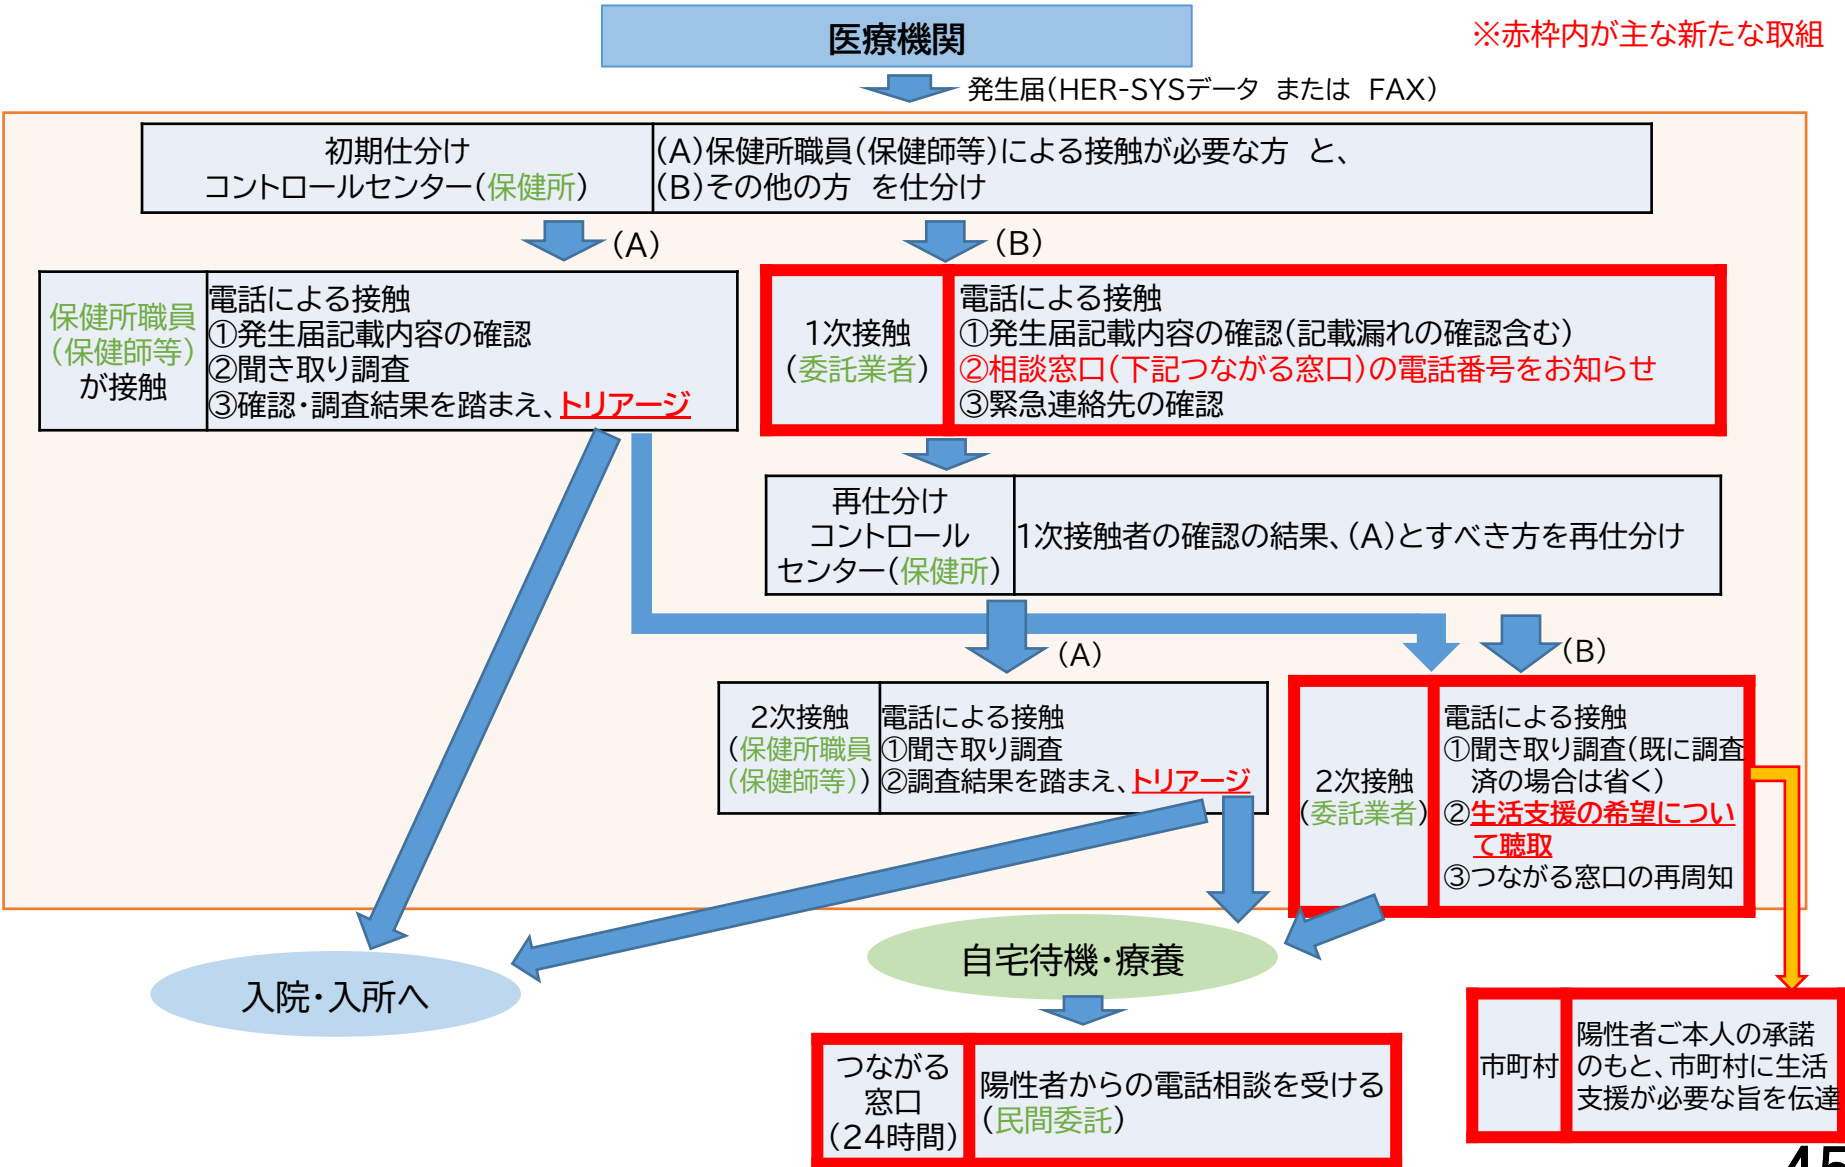 医療機関
※赤枠内が主な新たな取組
発生届(HER-SYSデータ または FAX)
初期仕分け
コントロールセンター(保健所)
(A)保健所職員(保健師等)による接触が必要な方 と、
(B)その他の方 を仕分け
(A)
(B)
保健所職員
(保健師等)
が接触
電話による接触
①発生届記載内容の確認
②聞き取り調査
③確認・調査結果を踏まえ、トリアージ
1次接触
(委託業者)
電話による接触
①発生届記載内容の確認(記載漏れの確認含む)
②相談窓口(下記つながる窓口)の電話番号をお知らせ
③緊急連絡先の確認
再仕分け
コントロール
センター(保健所)
1次接触者の確認の結果、(A)とすべき方を再仕分け
(A)
(B)
2次接触
(保健所職員
(保健師等))
電話による接触
①聞き取り調査
②調査結果を踏まえ、トリアージ
2次接触
(委託業者)
電話による接触
①聞き取り調査(既に調査
済の場合は省く)
②生活支援の希望につい
て聴取
③つながる窓口の再周知
入院・入所へ
自宅待機・療養
つながる
窓口
(24時間)
陽性者からの電話相談を受ける
(民間委託)
市町村
陽性者ご本人の承諾
のもと、市町村に生活
支援が必要な旨を伝達
45